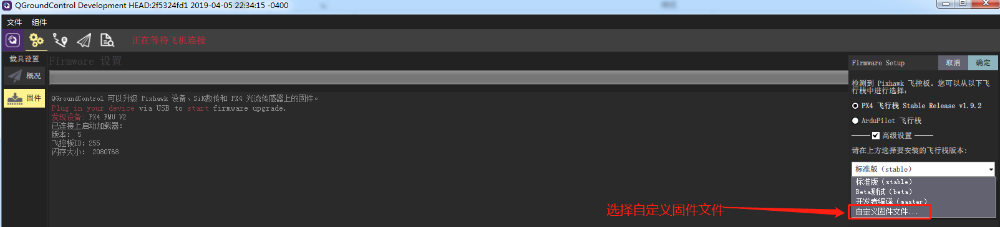 QGroundControl Development HEAD:2f5324fd1 2019-04-05 22:34:15 -0400
文件 组件
正在等待飞机连接
载具设置
概况
固件
Firmware 设置
QGroundControl 可以升级 Pixhawk 设备、SiK数传和 PX4 光流传感器上的固件。
Plug in your device via USB to start firmware upgrade.
发现设备: PX4 FMU V2
已连接上启动加载器:
版本: 5
飞控板ID: 255
闪存大小: 2080768
Firmware Setup 取消 确定
检测到 Pixhawk 飞控板。您可以从以下飞
行栈中进行选择:
PX4 飞行栈 Stable Release v1.9.2
ArduPilot 飞行栈
高级设置
请在上方选择要安装的飞行栈版本:
标准版（stable）
标准版（stable）
Beta测试（beta）
开发者编译（master）
自定义固件文件...
选择自定义固件文件